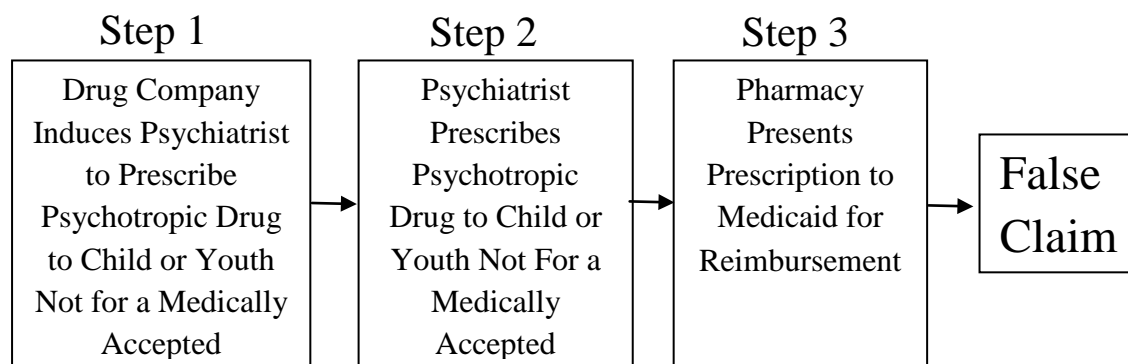 Step 1
Drug Company
Induces Psychiatrist
to Prescribe
Psychotropic Drug
to Child or Youth
Not for a Medically
Accepted
Step 2
Psychiatrist
Prescribes
Psychotropic
Drug to Child or
Youth Not For a
Medically
Accepted
Step 3
Pharmacy
Presents
Prescription to
Medicaid for
Reimbursement
False
Claim